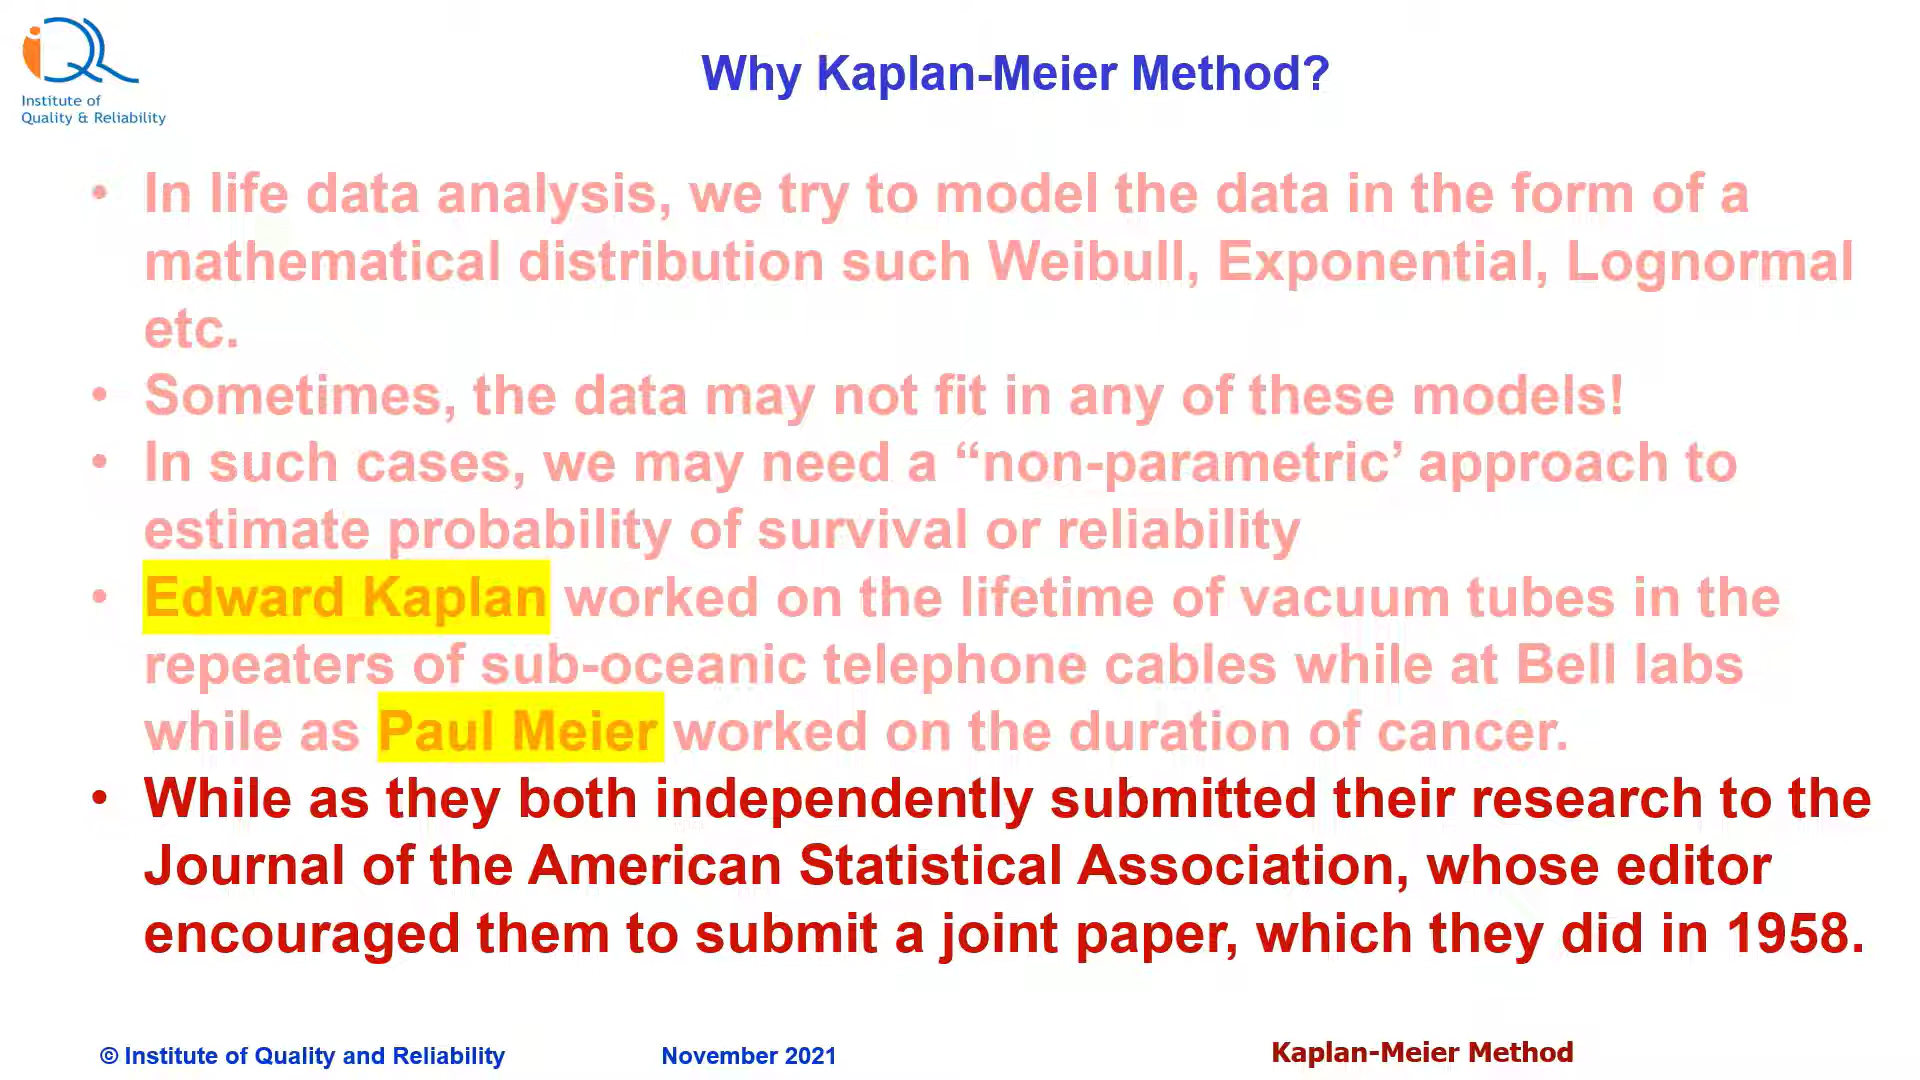 iQR
Institute of
Quality & Reliability
Why Kaplan-Meier Method?
• In life data analysis, we try to model the data in the form of a
mathematical distribution such Weibull, Exponential, Lognormal
etc.
• Sometimes, the data may not fit in any of these models!
• In such cases, we may need a “non-parametric’ approach to
estimate probability of survival or reliability
• Edward Kaplan worked on the lifetime of vacuum tubes in the
repeaters of sub-oceanic telephone cables while at Bell labs
while as Paul Meier worked on the duration of cancer.
• While as they both independently submitted their research to the
Journal of the American Statistical Association, whose editor
encouraged them to submit a joint paper, which they did in 1958.
© Institute of Quality and Reliability
November 2021
Kaplan-Meier Method